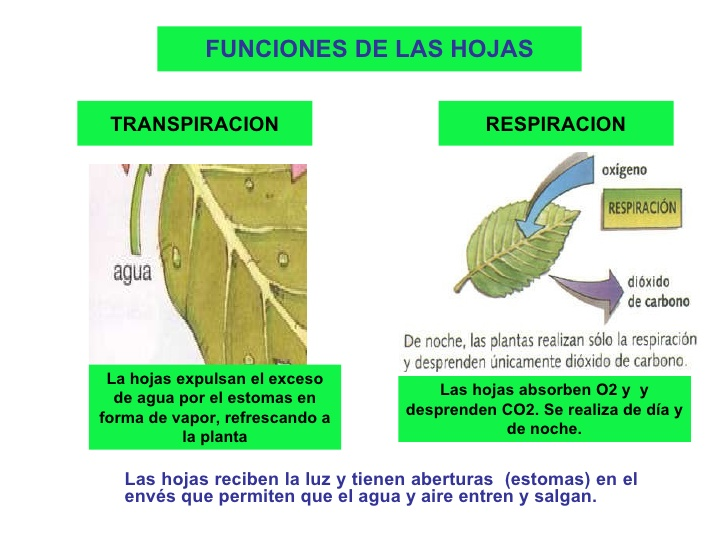 FUNCIONES DE LAS HOJAS
TRANSPIRACION
RESPIRACION
agua
oxígeno
RESPIRACIÓN
dióxido
de carbono
De noche, las plantas realizan sólo la respiración
y desprenden únicamente dióxido de carbono.
La hojas expulsan el exceso
de agua por el estomas en
forma de vapor, refrescando a
la planta
Las hojas absorben O2 y  y
desprenden CO2. Se realiza de día y
de noche.
Las hojas reciben la luz y tienen aberturas  (estomas) en el
envés que permiten que el agua y aire entren y salgan.